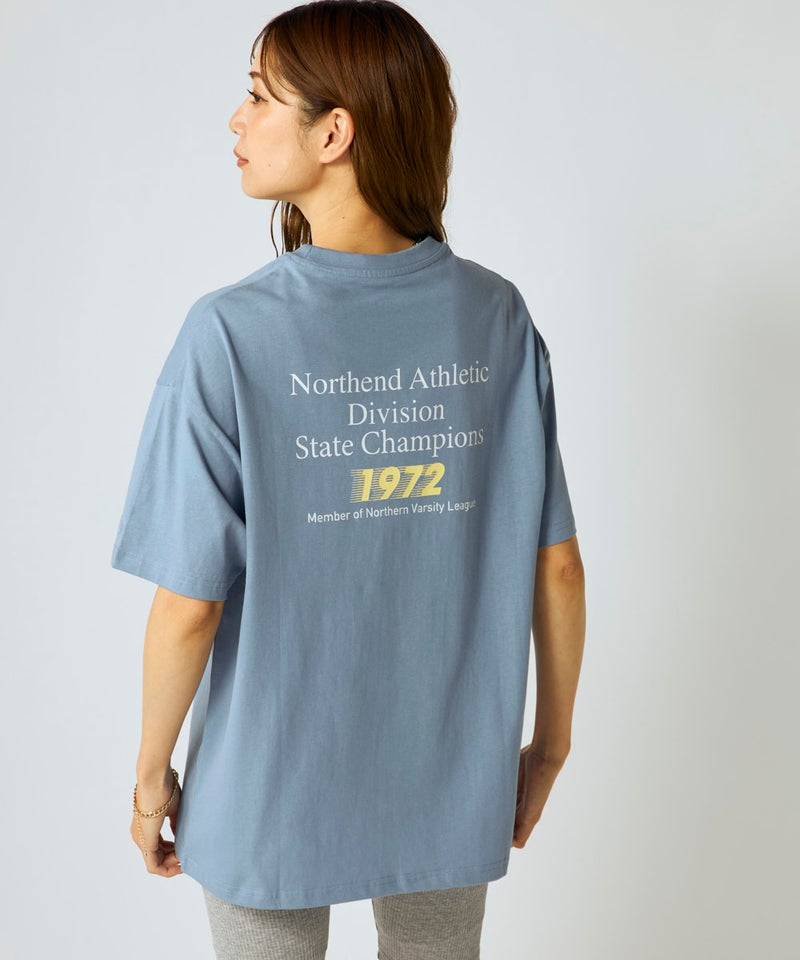 Northend Athletic
Division
State Champions
1972
Member of Northern Varsity League